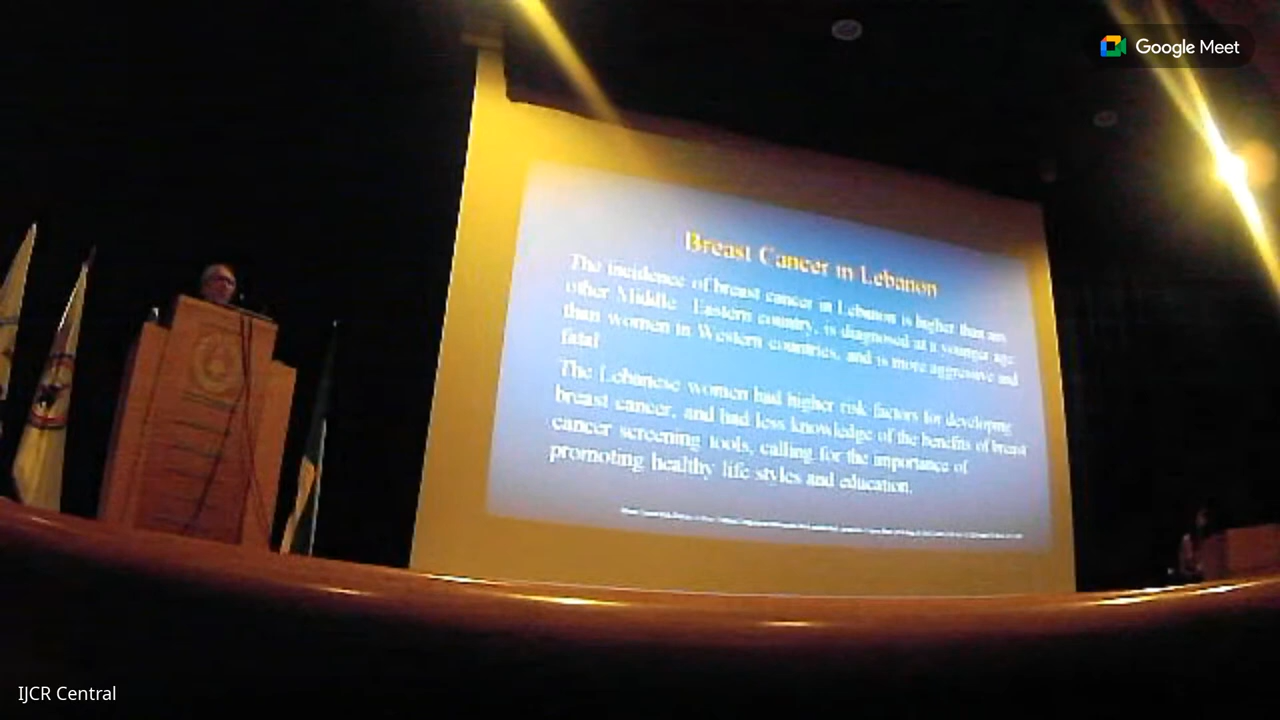 Google Meet
Breast Cancer in Lebanon
The incidence of breast cancer in Lebanon is higher than any
other Middle Eastern country, is diagnosed at a younger age
than women in Western countries, and is more aggressive and
fatal
The Lebanese women had higher risk factors for developing
breast cancer, and had less knowledge of the benefits of breast
cancer screening tools, calling for the importance of
promoting healthy life styles and education.
IJCR Central